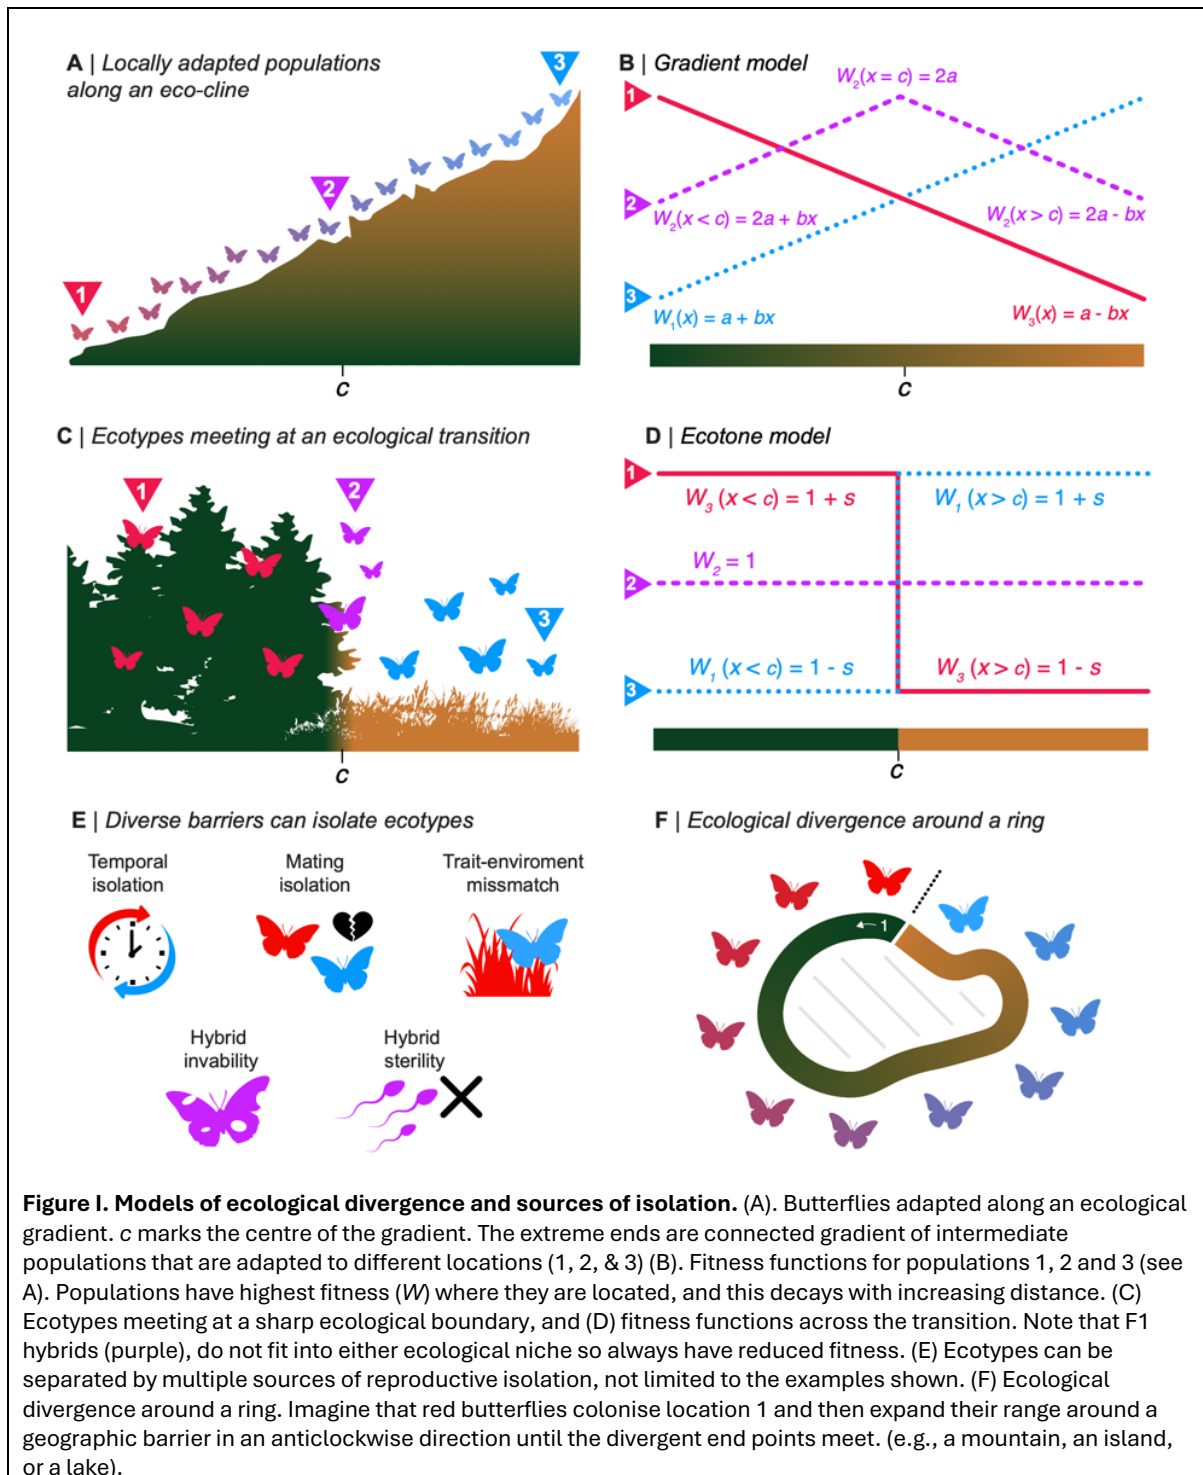 A | Locally adapted populations
along an eco-cline
3
2
1
c
B | Gradient model
W2(x = c) = 2a
1
2
W2(x < c) = 2a + bx
W2(x > c) = 2a - bx
3
W1(x) = a + bx
W3(x) = a - bx
c
C | Ecotypes meeting at an ecological transition
1
2
3
c
D | Ecotone model
1
W3 (x < c) = 1 + s
W1 (x > c) = 1 + s
W2 = 1
2
W1 (x < c) = 1 - s
W3 (x > c) = 1 - s
3
c
E | Diverse barriers can isolate ecotypes
Temporal
isolation
Mating
isolation
Trait-enviroment
missmatch
Hybrid
invability
Hybrid
sterility
F | Ecological divergence around a ring
1
Figure I. Models of ecological divergence and sources of isolation. (A). Butterflies adapted along an ecological
gradient. c marks the centre of the gradient. The extreme ends are connected gradient of intermediate
populations that are adapted to different locations (1, 2, & 3) (B). Fitness functions for populations 1, 2 and 3 (see
A). Populations have highest fitness (W) where they are located, and this decays with increasing distance. (C)
Ecotypes meeting at a sharp ecological boundary, and (D) fitness functions across the transition. Note that F1
hybrids (purple), do not fit into either ecological niche so always have reduced fitness. (E) Ecotypes can be
separated by multiple sources of reproductive isolation, not limited to the examples shown. (F) Ecological
divergence around a ring. Imagine that red butterflies colonise location 1 and then expand their range around a
geographic barrier in an anticlockwise direction until the divergent end points meet. (e.g., a mountain, an island,
or a lake).